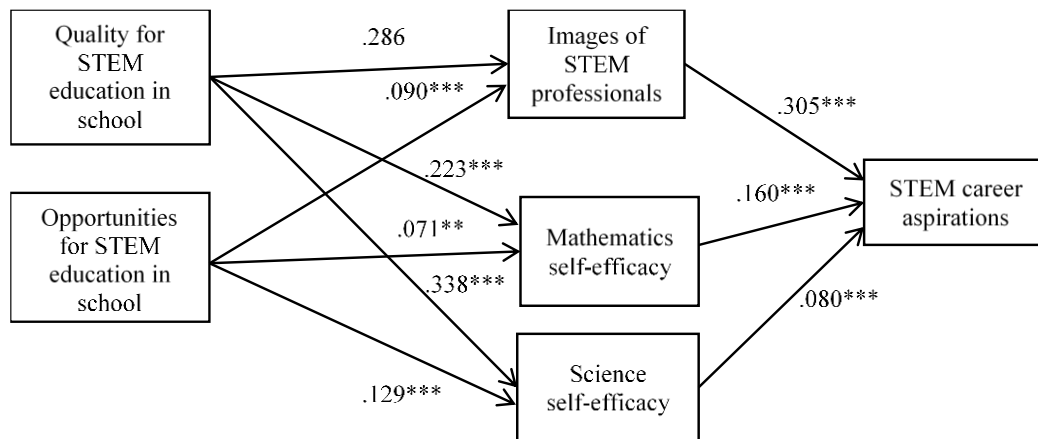 Quality for
STEM
education in
school
Opportunities
for STEM
education in
school
.286
.090***
.223***
.071**
.338***
.129***
Images of
STEM
professionals
Mathematics
self-efficacy
Science
self-efficacy
.305***
.160***
.080***
STEM career
aspirations